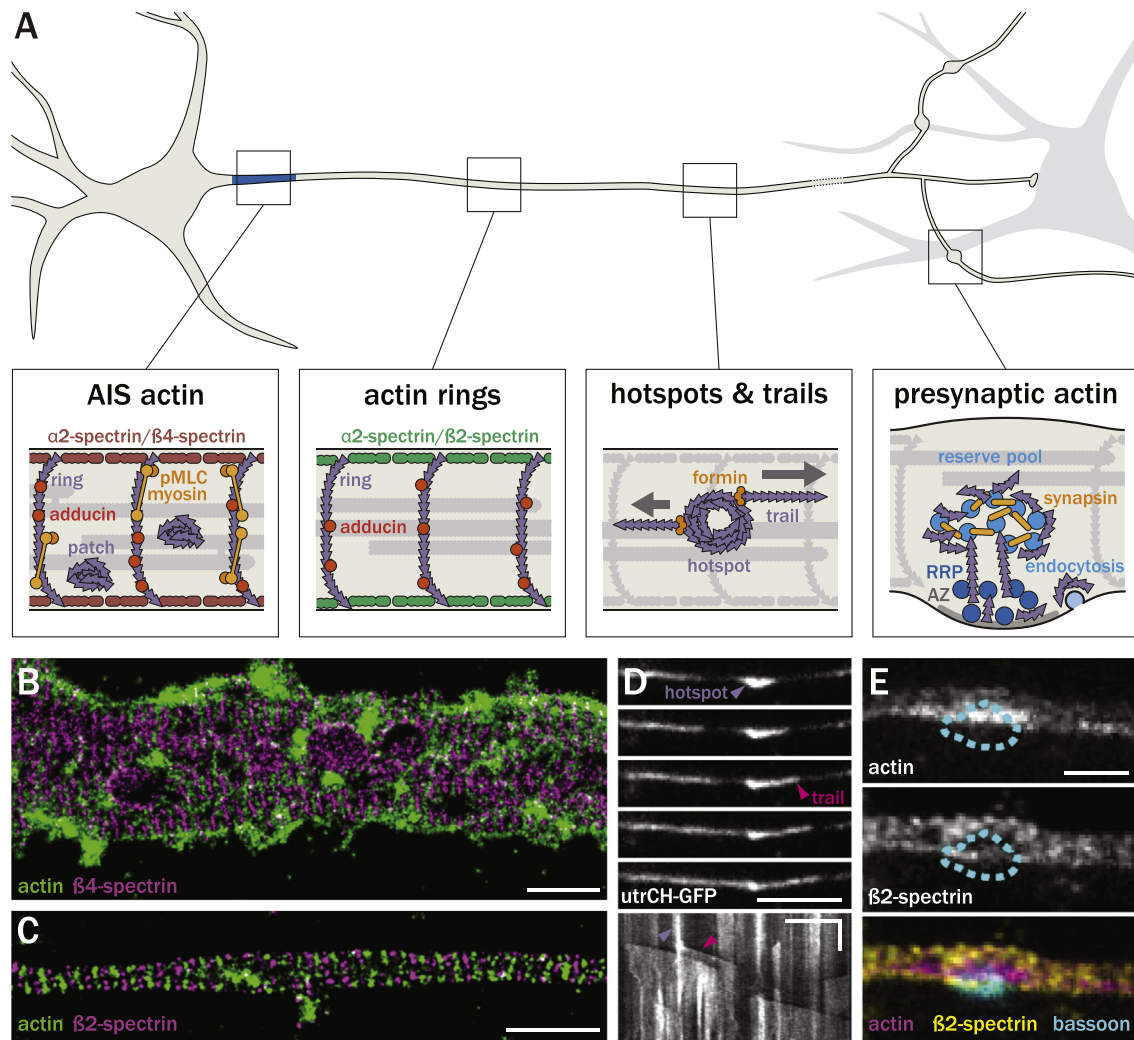 A
AIS actin
α2-spectrin/ß4-spectrin
ring
pMLC
myosin
adducin
patch
actin rings
α2-spectrin/ß2-spectrin
ring
adducin
hotspots & trails
formin
trail
hotspot
presynaptic actin
reserve pool
synapsin
RRP
endocytosis
AZ
B
actin ß4-spectrin
C
actin ß2-spectrin
D
hotspot
trail
utrCH-GFP
E
actin
ß2-spectrin
actin ß2-spectrin bassoon